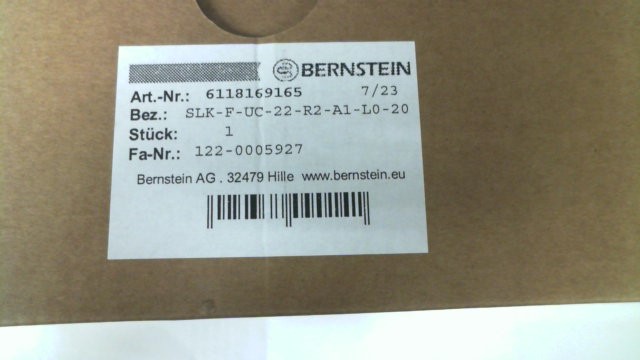 BERNSTEIN
Art.-Nr.: 6118169165 7/23
Bez.: SLK-F-UC-22-R2-A1-L0-20
Stück: 1
Fa-Nr.: 122-0005927
Bernstein AG . 32479 Hille www.bernstein.eu